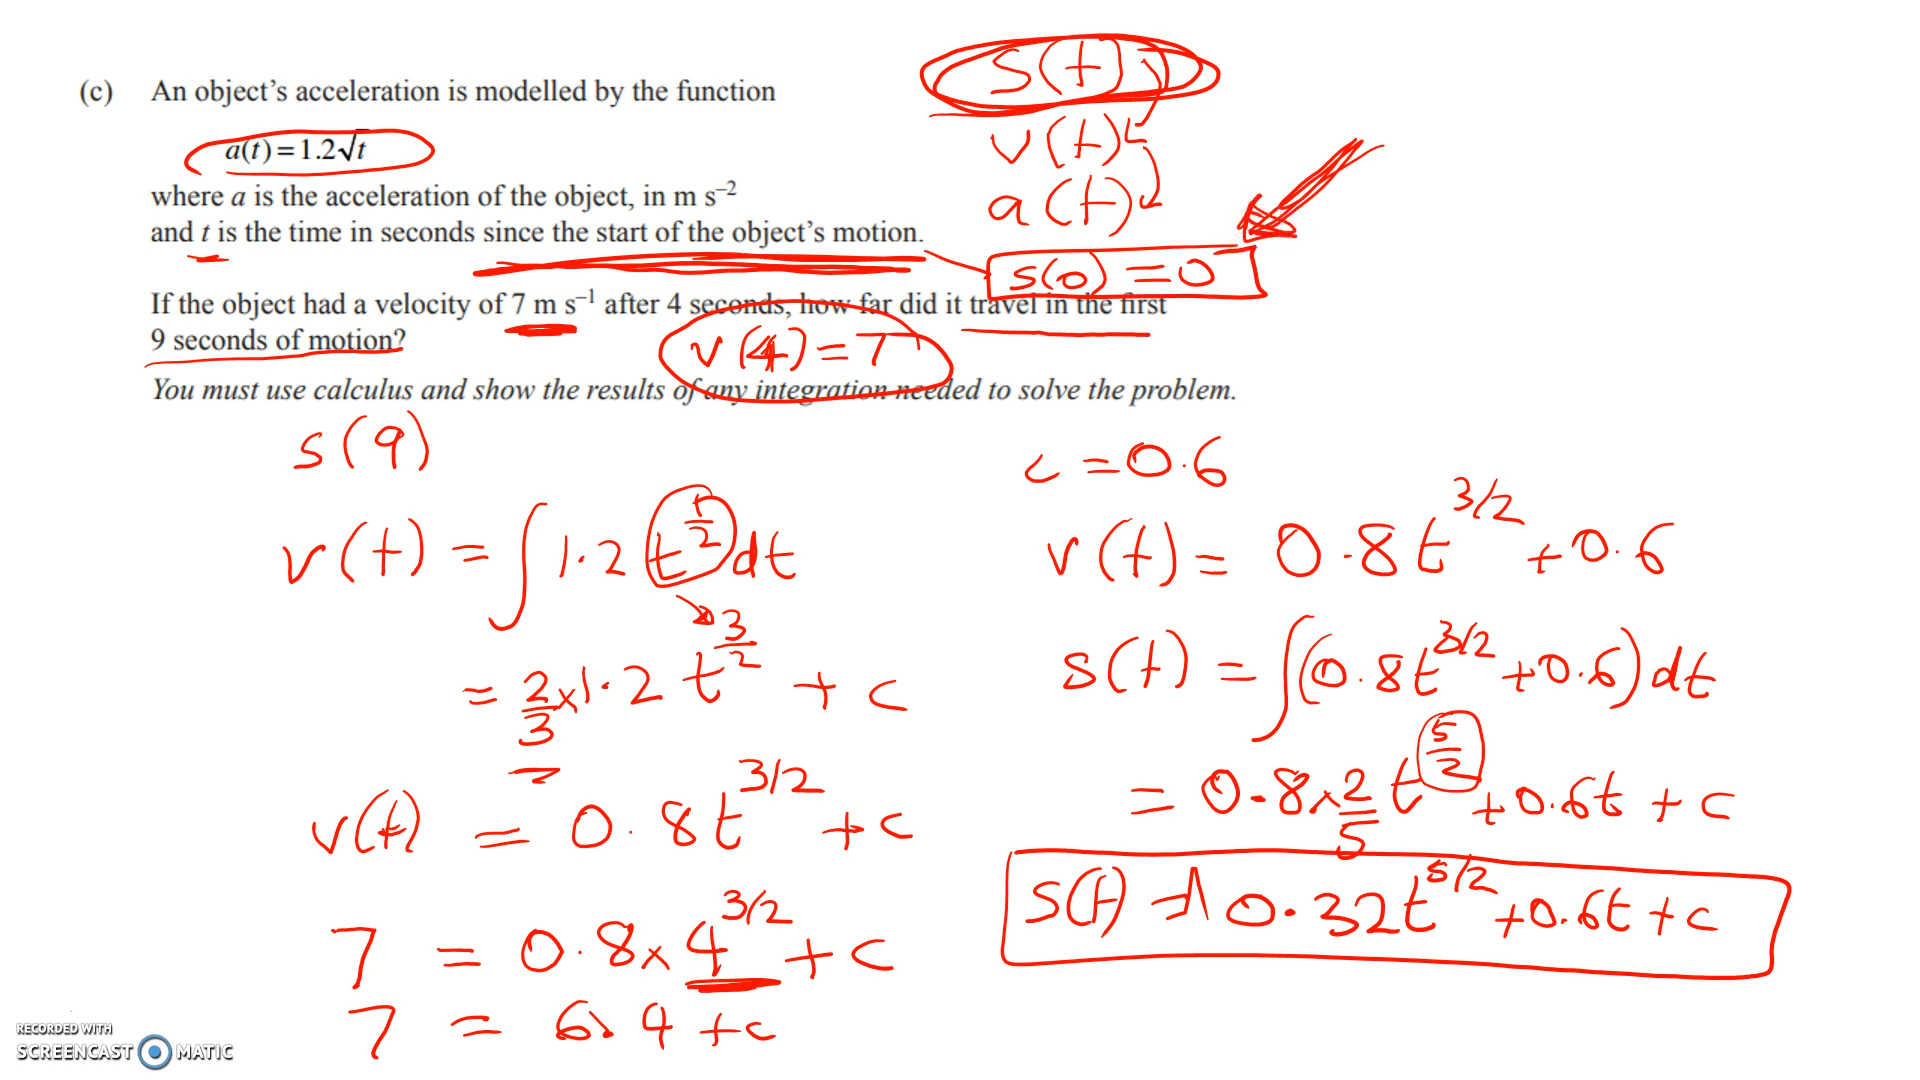 (c) An object's acceleration is modelled by the function
a(t)=1.2√t
where a is the acceleration of the object, in m s⁻²
and t is the time in seconds since the start of the object's motion.
If the object had a velocity of 7 m s⁻¹ after 4 seconds, how far did it travel in the first
9 seconds of motion?
You must use calculus and show the results of any integration needed to solve the problem.
s(t)
v(t)
a(t)
s(0) = 0
v(4) = 7
s(9)
v(t) = ∫1.2 t^(1/2) dt
3/2
= 2/3 × 1.2 t^(3/2) + c
v(t) = 0.8t^(3/2) + c
7 = 0.8 × 4^(3/2) + c
7 = 6.4 + c
c = 0.6
v(t) = 0.8t^(3/2) + 0.6
s(t) = ∫(0.8t^(3/2) + 0.6) dt
= 0.8 × 2/5 t^(5/2) + 0.6t + c
s(t) = 0.32t^(5/2) + 0.6t + c
RECORDED WITH
SCREENCAST MATIC